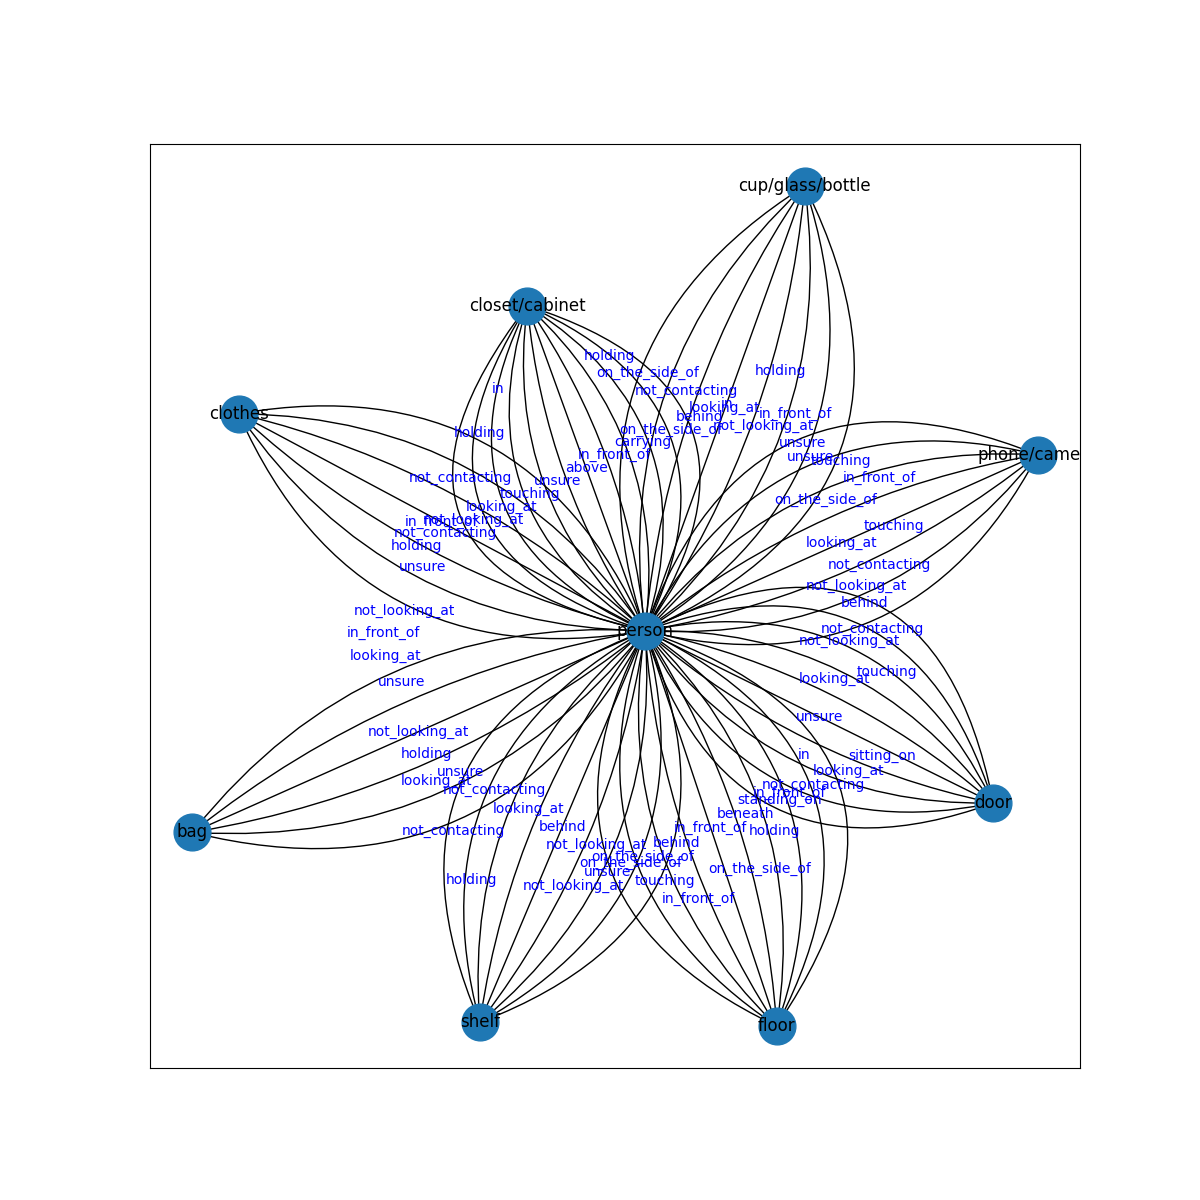 cup/glass/bottle
closet/cabinet
holding
on_the_side_of
holding
in
not_contacting
in
looking_at
behing
in_front_of
clothes
not_looking_at
holding
on_the_side_of
carrying
unsure
phone/came
in_front_of
unsure
touching
above
not_contacting
unsure
in_front_of
touching
on_the_side_of
looking_at
in_front_of
not_looking_at
touching
not_contacting
looking_at
holding
unsure
not_contacting
not_looking_at
behind
not_looking_at
in_front_of
person
not_contacting
not_looking_at
looking_at
touching
unsure
looking_at
unsure
not_looking_at
holding
in
sitting_on
unsure
looking_at
looking_at
not_contacting
not_contacting
in_front_of
standing_on
door
looking_at
beneath
bag
not_contacting
behind
in_front_of
holding
not_looking_at
behind
on_the_side_of
on_the_side_of
unsure
on_the_side_of
holding
not_looking_at
touching
in_front_of
shelf
floor